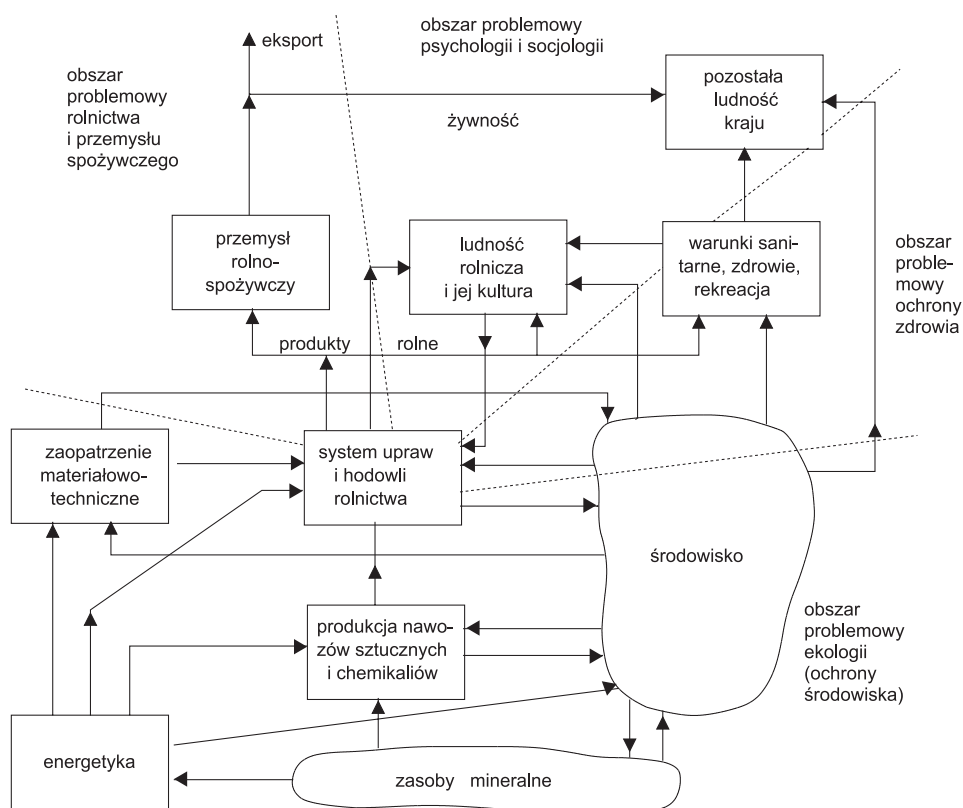 obszar problemowy
psychologii i socjologii
eksport
obszar
problemowy
rolnictwa
i przemysłu
spożywczego
pozostała
ludność
kraju
żywność
przemysł
rolno-
spożywczy
ludność
rolnicza
i jej kultura
warunki sani-
tarne, zdrowie,
rekreacja
obszar
proble-
mowy
ochrony
zdrowia
produkty rolne
zaopatrzenie
materiałowo-
techniczne
system upraw
i hodowli
rolnictwa
środowisko
produkcja nawo-
zów sztucznych
i chemikaliów
obszar
problemowy
ekologii
(ochrony
środowiska)
energetyka
zasoby mineralne